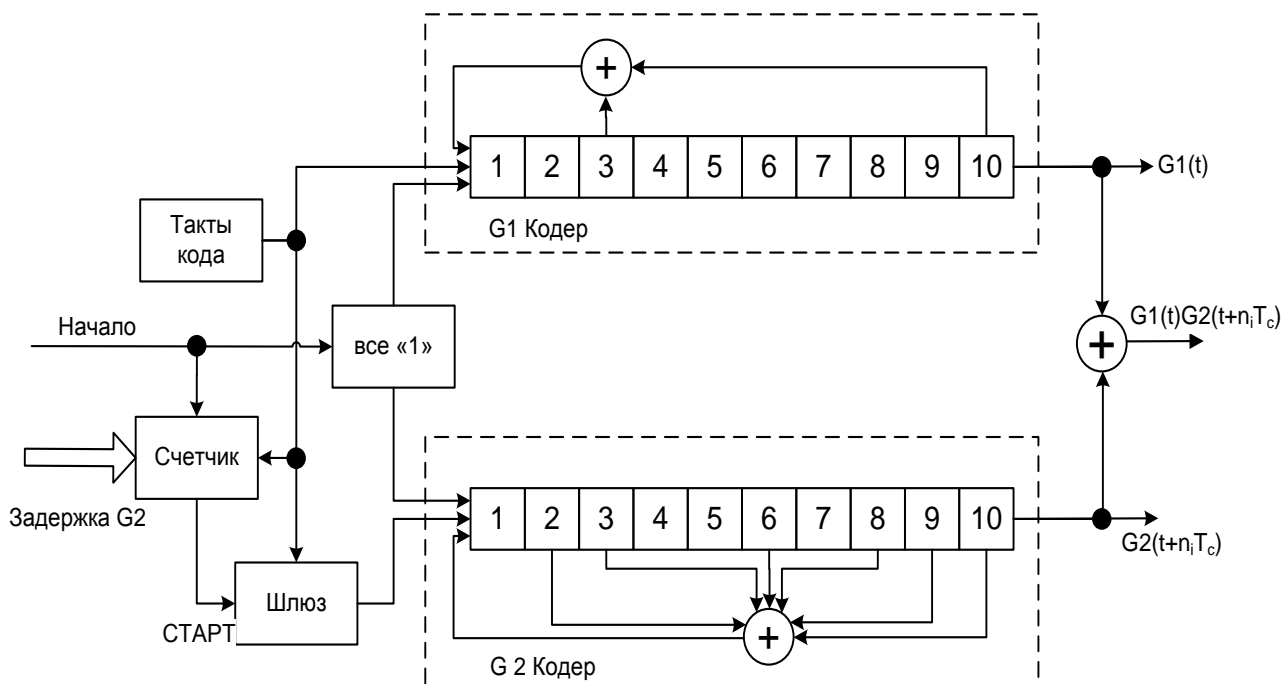 +
1 2 3 4 5 6 7 8 9 10
G1(t)
G1 Кодер
Такты
кода
Начало
все «1»
G1(t)G2(t+nᵢT꜀)
+
Счетчик
Задержка G2
1 2 3 4 5 6 7 8 9 10
G2(t+nᵢT꜀)
Шлюз
СТАРТ
+
G 2 Кодер